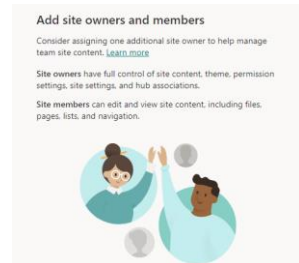 Add site owners and members
Consider assigning one additional site owner to help manage
team site content. Learn more
Site owners have full control of site content, theme, permission
settings, site settings, and hub associations.
Site members can edit and view site content, including files,
pages, lists, and navigation.